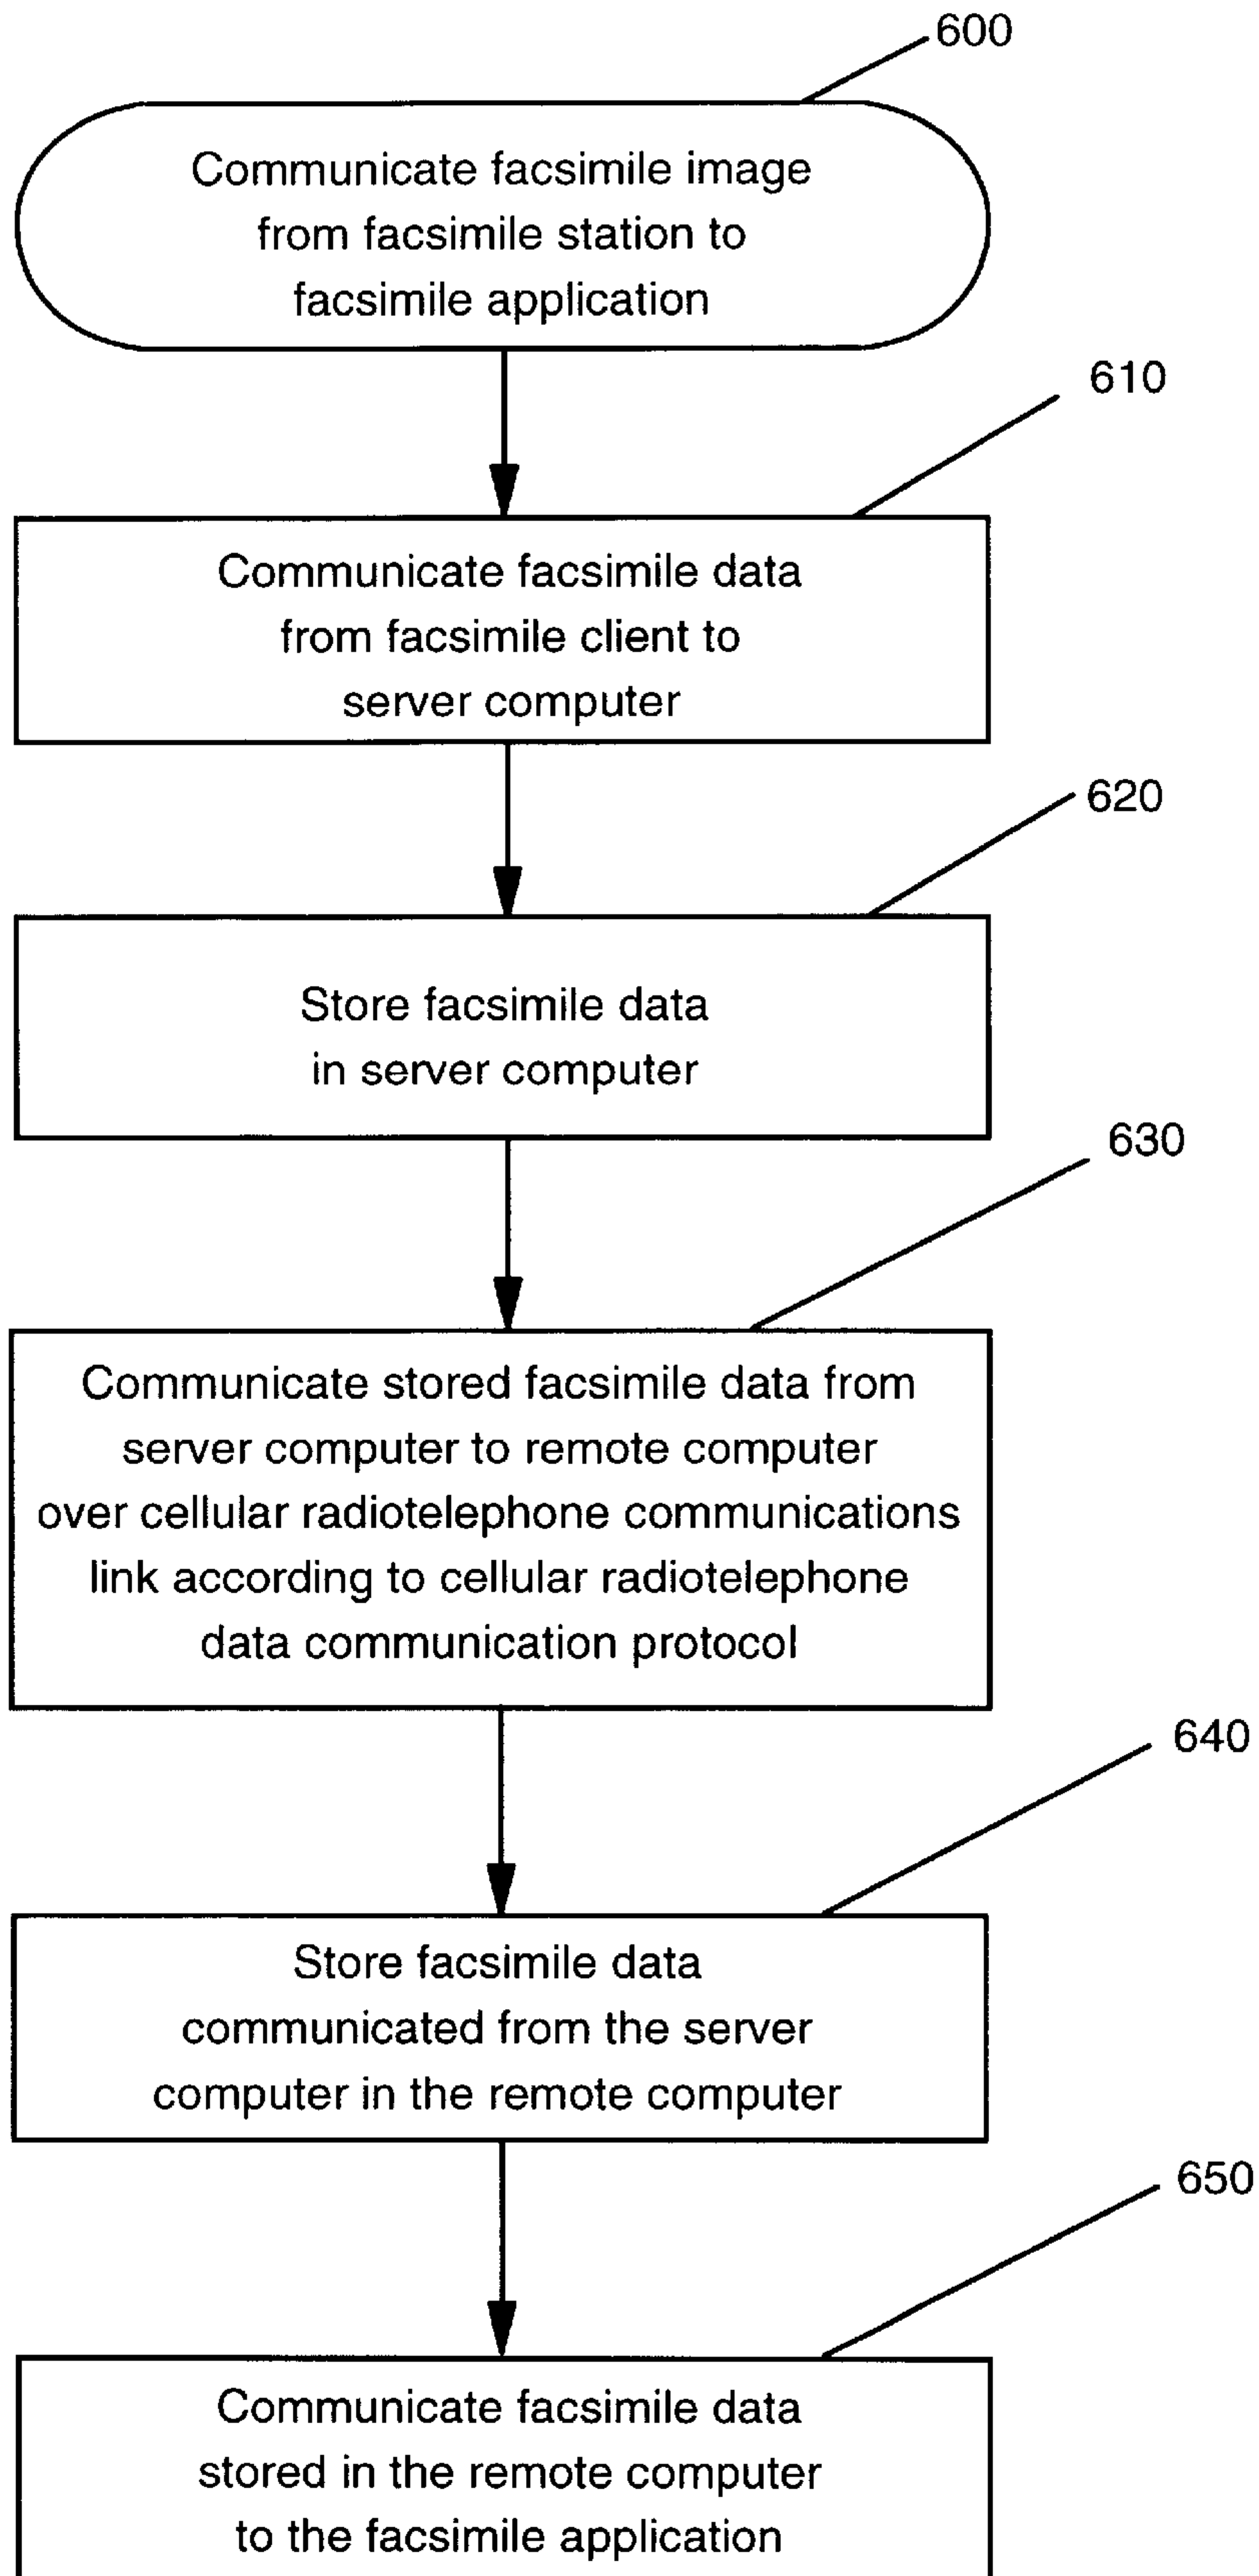 600
Communicate facsimile image
from facsimile station to
facsimile application
610
Communicate facsimile data
from facsimile client to
server computer
620
Store facsimile data
in server computer
630
Communicate stored facsimile data from
server computer to remote computer
over cellular radiotelephone communications
link according to cellular radiotelephone
data communication protocol
640
Store facsimile data
communicated from the server
computer in the remote computer
650
Communicate facsimile data
stored in the remote computer
to the facsimile application